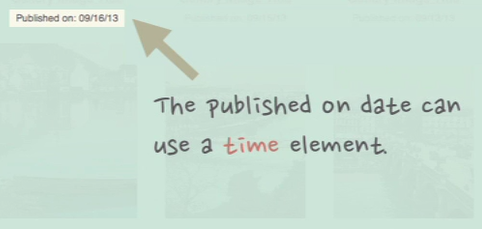 Published on: 09/16/13
The published on date can
use a time element.